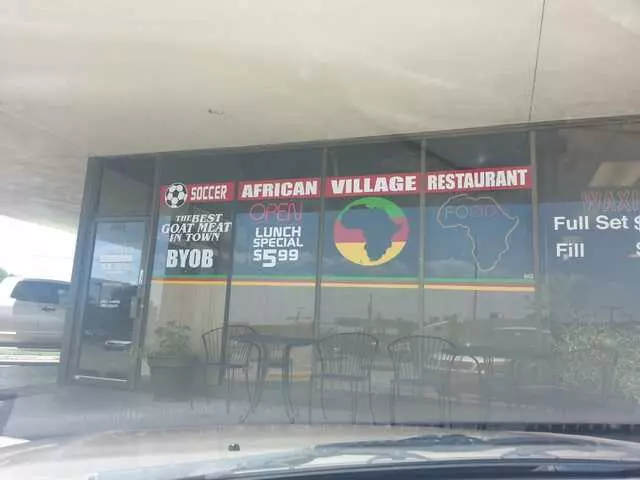 SOCCER AFRICAN VILLAGE RESTAURANT
THE BEST
GOAT MEAT
IN TOWN
BYOB
OPEN
LUNCH
SPECIAL
$5.99
FOOD
WAXI
Full Set $
Fill $